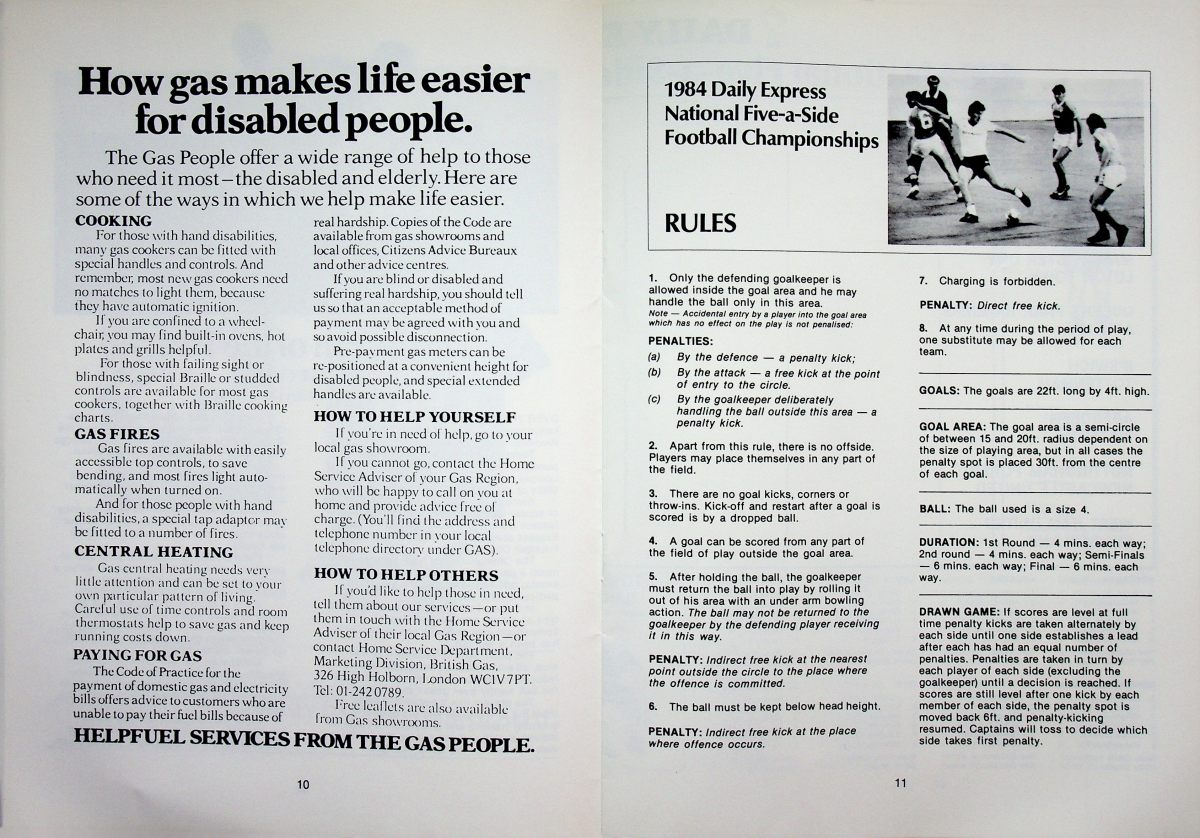 How gas makes life easier
for disabled people.
The Gas People offer a wide range of help to those
who need it most—the disabled and elderly. Here are
some of the ways in which we help make life easier.
COOKING
For those with hand disabilities,
many gas cookers can be fitted with
special handles and controls. And
remember, most new gas cookers need
no matches to light them, because
they have automatic ignition.
If you are confined to a wheel-
chair, you may find built-in ovens, hot
plates and grills helpful.
For those with failing sight or
blindness, special Braille or studded
controls are available for most gas
cookers, together with Braille cooking
charts.
GAS FIRES
Gas fires are available with easily
accessible top controls, to save
bending, and most fires light auto-
matically when turned on.
And for those people with hand
disabilities, a special tap adaptor may
be fitted to a number of fires.
CENTRAL HEATING
Gas central heating needs very
little attention and can be set to your
own particular pattern of living.
Careful use of time controls and room
thermostats help to save gas and keep
running costs down.
PAYING FOR GAS
The Code of Practice for the
payment of domestic gas and electricity
bills offers advice to customers who are
unable to pay their fuel bills because of
real hardship. Copies of the Code are
available from gas showrooms and
local offices, Citizens Advice Bureaux
and other advice centres.
If you are blind or disabled and
suffering real hardship, you should tell
us so that an acceptable method of
payment may be agreed with you and
so avoid possible disconnection.
Pre-payment gas meters can be
re-positioned at a convenient height for
disabled people, and special extended
handles are available.
HOW TO HELP YOURSELF
If you're in need of help, go to your
local gas showroom.
If you cannot go, contact the Home
Service Adviser of your Gas Region,
who will be happy to call on you at
home and provide advice free of
charge. (You'll find the address and
telephone number in your local
telephone directory under GAS).
HOW TO HELP OTHERS
If you'd like to help those in need,
tell them about our services—or put
them in touch with the Home Service
Adviser of their local Gas Region—or
contact Home Service Department,
Marketing Division, British Gas,
326 High Holborn, London WC1V 7PT.
Tel: 01-242 0789.
Free leaflets are also available
from Gas showrooms.
HELPFUEL SERVICES FROM THE GAS PEOPLE.
10
1984 Daily Express
National Five-a-Side
Football Championships
RULES
6
1. Only the defending goalkeeper is
allowed inside the goal area and he may
handle the ball only in this area.
Note — Accidental entry by a player into the goal area
which has no effect on the play is not penalised:
PENALTIES:
(a) By the defence — a penalty kick;
(b) By the attack — a free kick at the point
of entry to the circle.
(c) By the goalkeeper deliberately
handling the ball outside this area — a
penalty kick.
2. Apart from this rule, there is no offside.
Players may place themselves in any part of
the field.
3. There are no goal kicks, corners or
throw-ins. Kick-off and restart after a goal is
scored is by a dropped ball.
4. A goal can be scored from any part of
the field of play outside the goal area.
5. After holding the ball, the goalkeeper
must return the ball into play by rolling it
out of his area with an under arm bowling
action. The ball may not be returned to the
goalkeeper by the defending player receiving
it in this way.
PENALTY: Indirect free kick at the nearest
point outside the circle to the place where
the offence is committed.
6. The ball must be kept below head height.
PENALTY: Indirect free kick at the place
where offence occurs.
7. Charging is forbidden.
PENALTY: Direct free kick.
8. At any time during the period of play,
one substitute may be allowed for each
team.
GOALS: The goals are 22ft. long by 4ft. high.
GOAL AREA: The goal area is a semi-circle
of between 15 and 20ft. radius dependent on
the size of playing area, but in all cases the
penalty spot is placed 30ft. from the centre
of each goal.
BALL: The ball used is a size 4.
DURATION: 1st Round — 4 mins. each way;
2nd round — 4 mins. each way; Semi-Finals
— 6 mins. each way; Final — 6 mins. each
way.
DRAWN GAME: If scores are level at full
time penalty kicks are taken alternately by
each side until one side establishes a lead
after each has had an equal number of
penalties. Penalties are taken in turn by
each player of each side (excluding the
goalkeeper) until a decision is reached. If
scores are still level after one kick by each
member of each side, the penalty spot is
moved back 6ft. and penalty-kicking
resumed. Captains will toss to decide which
side takes first penalty.
11